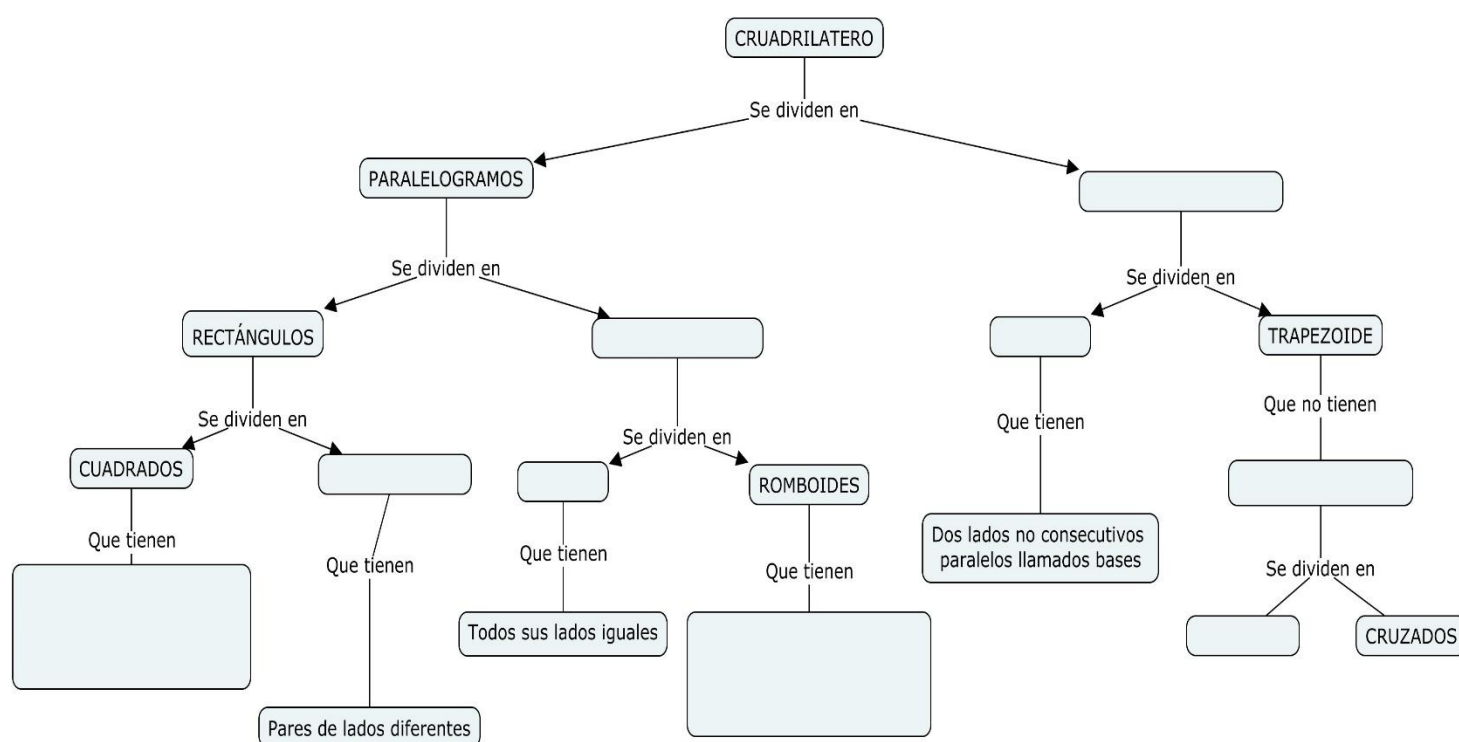 CRUADRILATERO
Se dividen en
PARALELOGRAMOS
Se dividen en
Se dividen en
RECTÁNGULOS
TRAPEZOIDE
Se dividen en
Se dividen en
Que tienen
Que no tienen
CUADRADOS
ROMBOIDES
Que tienen
Que tienen
Que tienen
Que tienen
Dos lados no consecutivos
paralelos llamados bases
Se dividen en
Todos sus lados iguales
CRUZADOS
Pares de lados diferentes